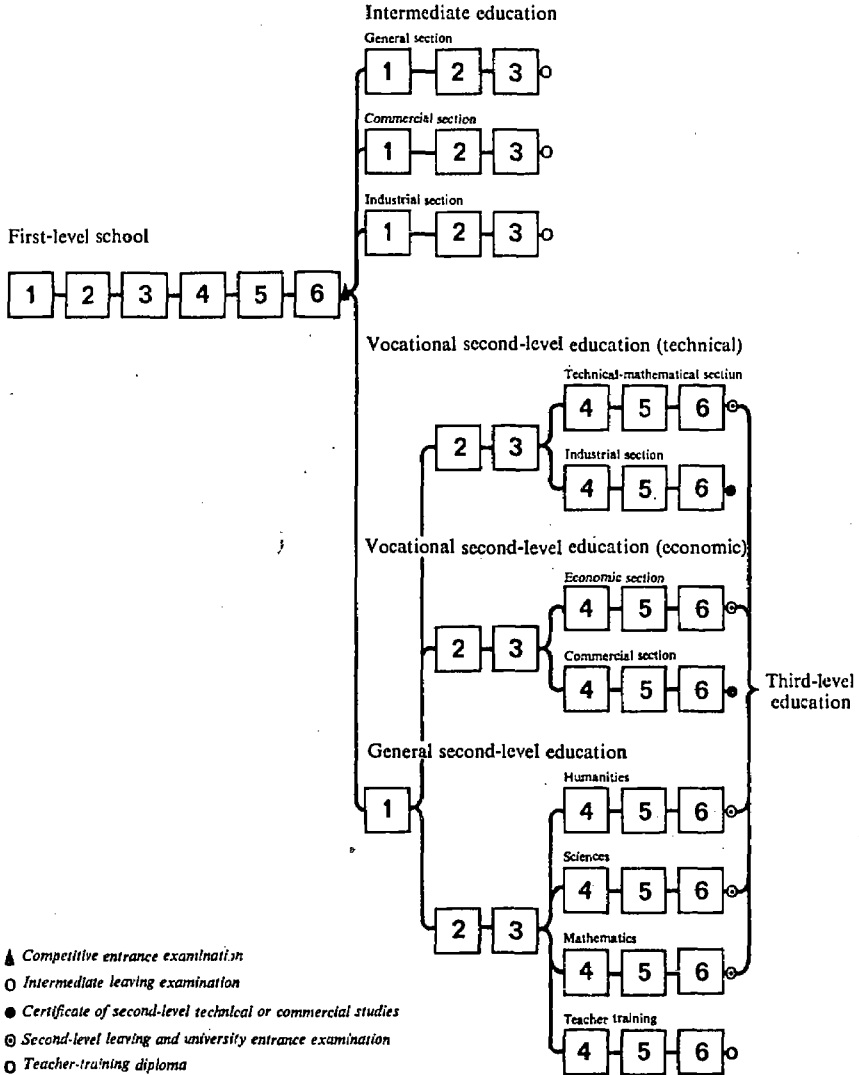 Intermediate education
General section
1 2 3
Commercial section
1 2 3
Industrial section
1 2 3
First-level school
1 2 3 4 5 6
Vocational second-level education (technical)
Technical-mathematical section
4 5 6
2 3
Industrial section
4 5 6
Vocational second-level education (economic)
Economic section
4 5 6
2 3
Commercial section
4 5 6
Third-level
education
General second-level education
1
Humanities
4 5 6
Sciences
4 5 6
2 3
Mathematics
4 5 6
Teacher training
4 5 6
Competitive entrance examination
Intermediate leaving examination
Certificate of second-level technical or commercial studies
Second-level leaving and university entrance examination
Teacher-training diploma